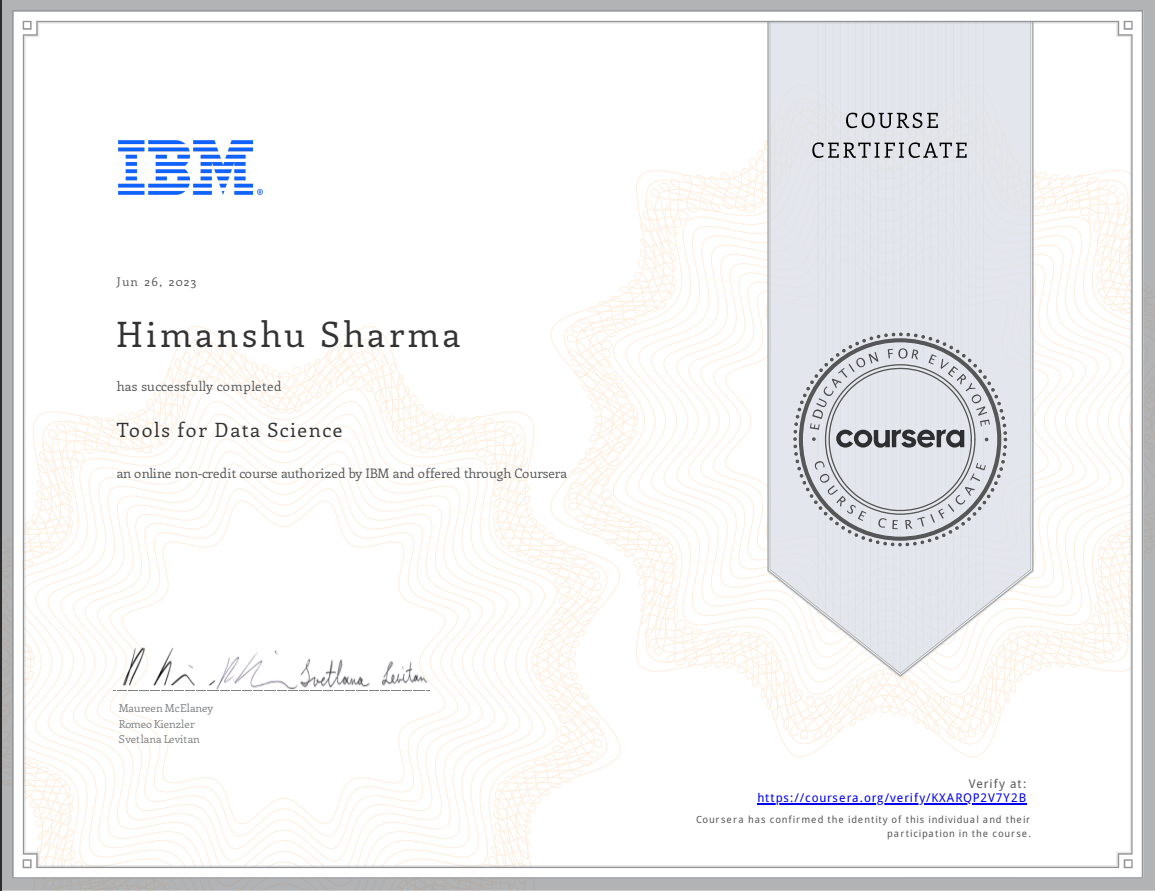 COURSE
CERTIFICATE
IBM®
Jun 26, 2023
Himanshu Sharma
has successfully completed
Tools for Data Science
an online non-credit course authorized by IBM and offered through Coursera
EDUCATION FOR EVERYONE
coursera
COURSE CERTIFICATE
Svetlana Levitan
Maureen McElaney
Romeo Kienzler
Svetlana Levitan
Verify at:
https://coursera.org/verify/KXARQP2V7Y2B
Coursera has confirmed the identity of this individual and their
participation in the course.